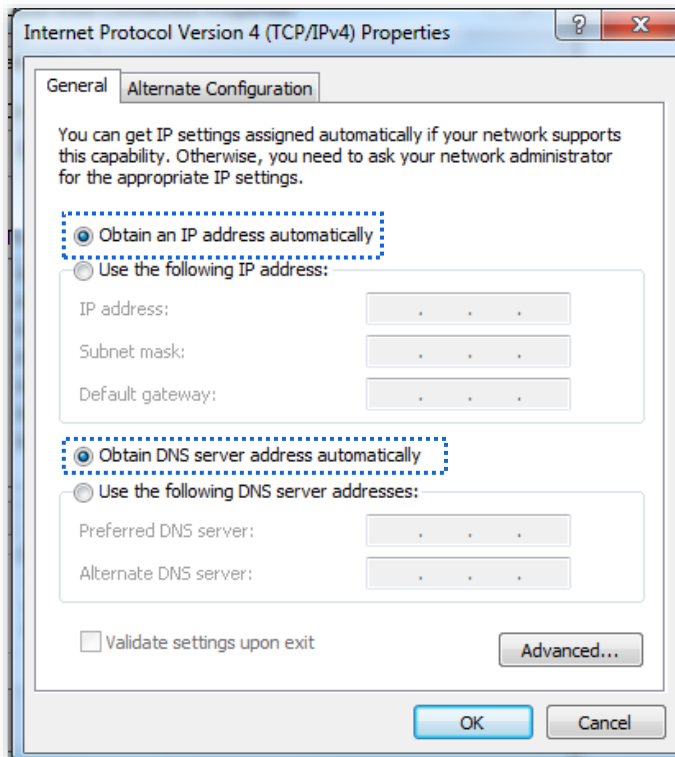 Internet Protocol Version 4 (TCP/IPv4) Properties
General
Alternate Configuration
You can get IP settings assigned automatically if your network supports
this capability. Otherwise, you need to ask your network administrator
for the appropriate IP settings.
Obtain an IP address automatically
Use the following IP address:
IP address:
Subnet mask:
Default gateway:
Obtain DNS server address automatically
Use the following DNS server addresses:
Preferred DNS server:
Alternate DNS server:
Validate settings upon exit
Advanced...
OK
Cancel